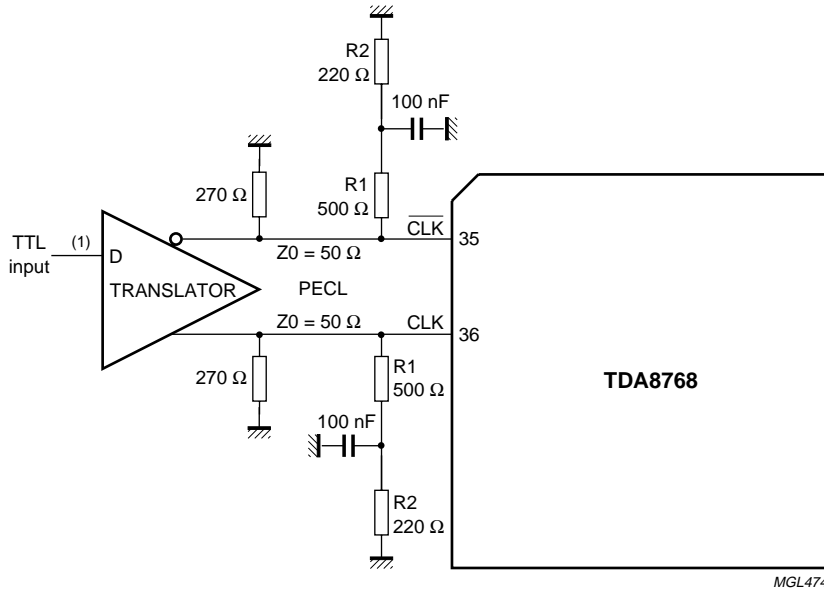 R2
220 Ω
100 nF
R1
500 Ω
270 Ω
CLK
35
TTL
input
(1)
D
Z0 = 50 Ω
TRANSLATOR
PECL
Z0 = 50 Ω
CLK
36
270 Ω
R1
500 Ω
TDA8768
100 nF
R2
220 Ω
MGL474